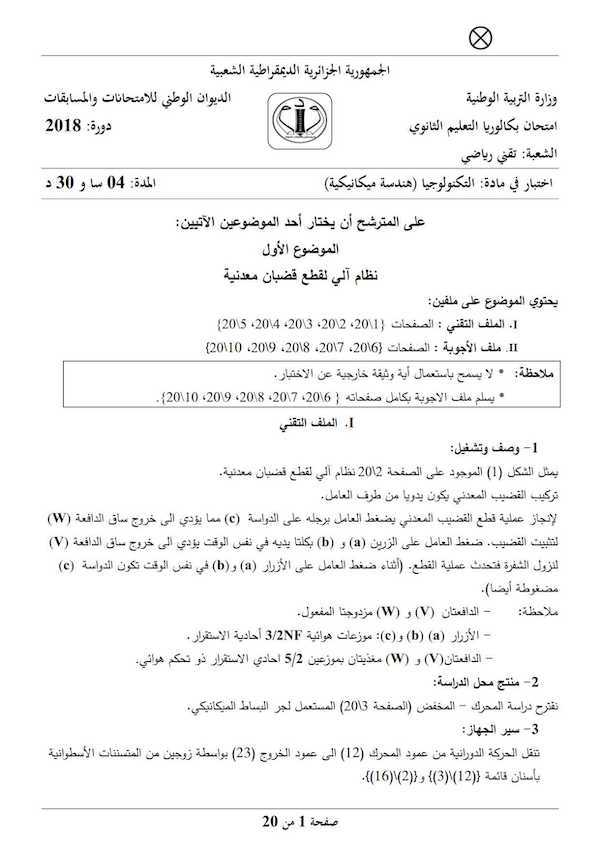 الجمهورية الجزائرية الديمقراطية الشعبية
وزارة التربية الوطنية
الديوان الوطني للامتحانات والمسابقات
امتحان بكالوريا التعليم الثانوي
دورة: 2018
الشعبة: تقني رياضي
اختبار في مادة: التكنولوجيا (هندسة ميكانيكية)
المدة: 04 سا و 30 د
على المترشح أن يختار أحد الموضوعين الآتيين:
الموضوع الأول
نظام آلي لقطع قضبان معدنية
يحتوي الموضوع على ملفين:
I. الملف التقني : الصفحات {1\20، 2\20، 3\20، 4\20، 5\20}
II. ملف الأجوبة : الصفحات {6\20، 7\20، 8\20، 9\20، 10\20}
ملاحظة: * لا يسمح باستعمال أية وثيقة خارجية عن الاختبار.
* يسلم ملف الاجوبة بكامل صفحاته { 6\20، 7\20، 8\20، 9\20، 10\20}.
I. الملف التقني
1- وصف وتشغيل:
يمثل الشكل (1) الموجود على الصفحة 2\20 نظام آلي لقطع قضبان معدنية.
تركيب القضيب المعدني يكون يدويا من طرف العامل.
لإنجاز عملية قطع القضيب المعدني يضغط العامل برجله على الدواسة (c) مما يؤدي الى خروج ساق الدافعة (W)
لتثبيت القضيب. ضغط العامل على الزرين (a) و (b) بكلتا يديه في نفس الوقت يؤدي الى خروج ساق الدافعة (V)
لنزول الشفرة فتحدث عملية القطع. (أثناء ضغط العامل على الأزرار (a) و(b) في نفس الوقت تكون الدواسة (c)
مضغوطة أيضا).
ملاحظة: - الدافعتان (V) و (W) مزدوجتا المفعول.
- الأزرار (a) (b) و(c): موزعات هوائية 3/2NF أحادية الاستقرار.
- الدافعتان(V) و (W) مغذيتان بموزعين 5/2 احادي الاستقرار ذو تحكم هوائي.
2- منتج محل الدراسة:
نقترح دراسة المحرك - المخفض (الصفحة 3\20) المستعمل لجر البساط الميكانيكي.
3- سير الجهاز:
تنتقل الحركة الدورانية من عمود المحرك (12) الى عمود الخروج (23) بواسطة زوجين من المتسننات الأسطوانية
بأسنان قائمة {(12)\(3)} و{(2)\(16)}.
صفحة 1 من 20